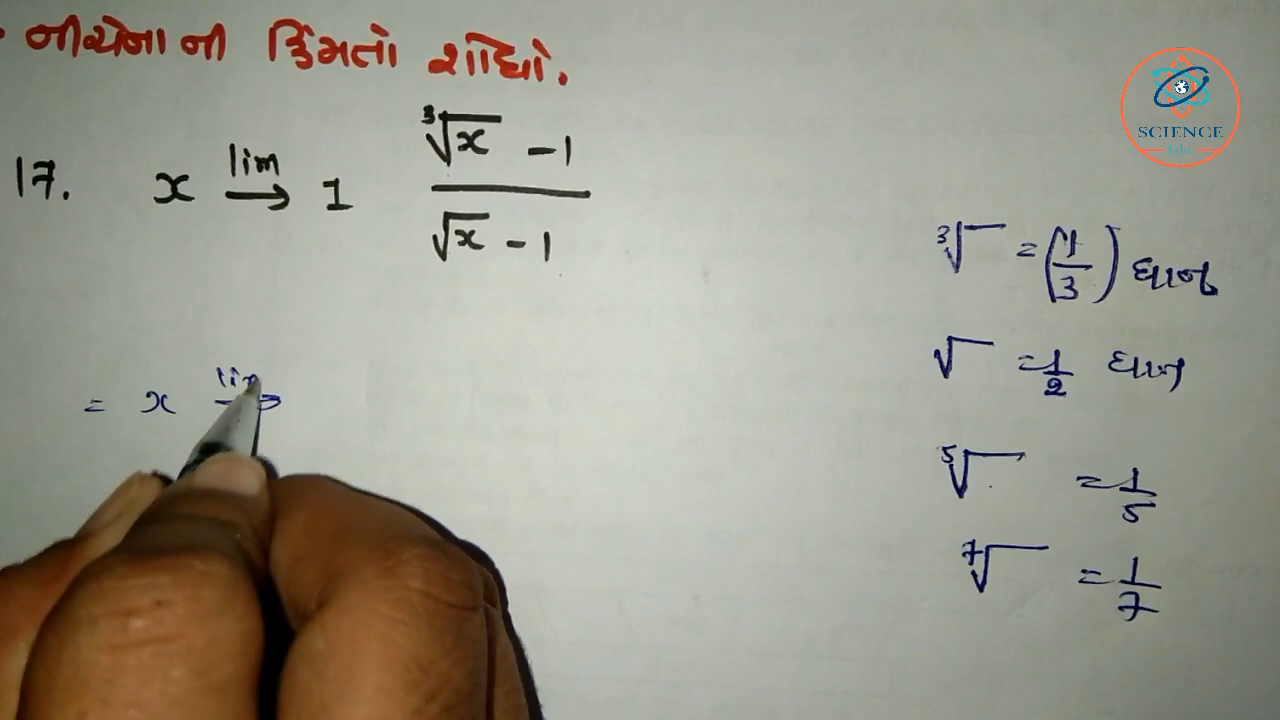 નીચેના ની કિંમતો શોધો.
17. x lim → 1 ∛x - 1 / √x - 1
∛ = (1/3) ઘાત
√ = 1/2 ઘાત
⁵√ = 1/5
⁷√ = 1/7
= x lim →
SCIENCE